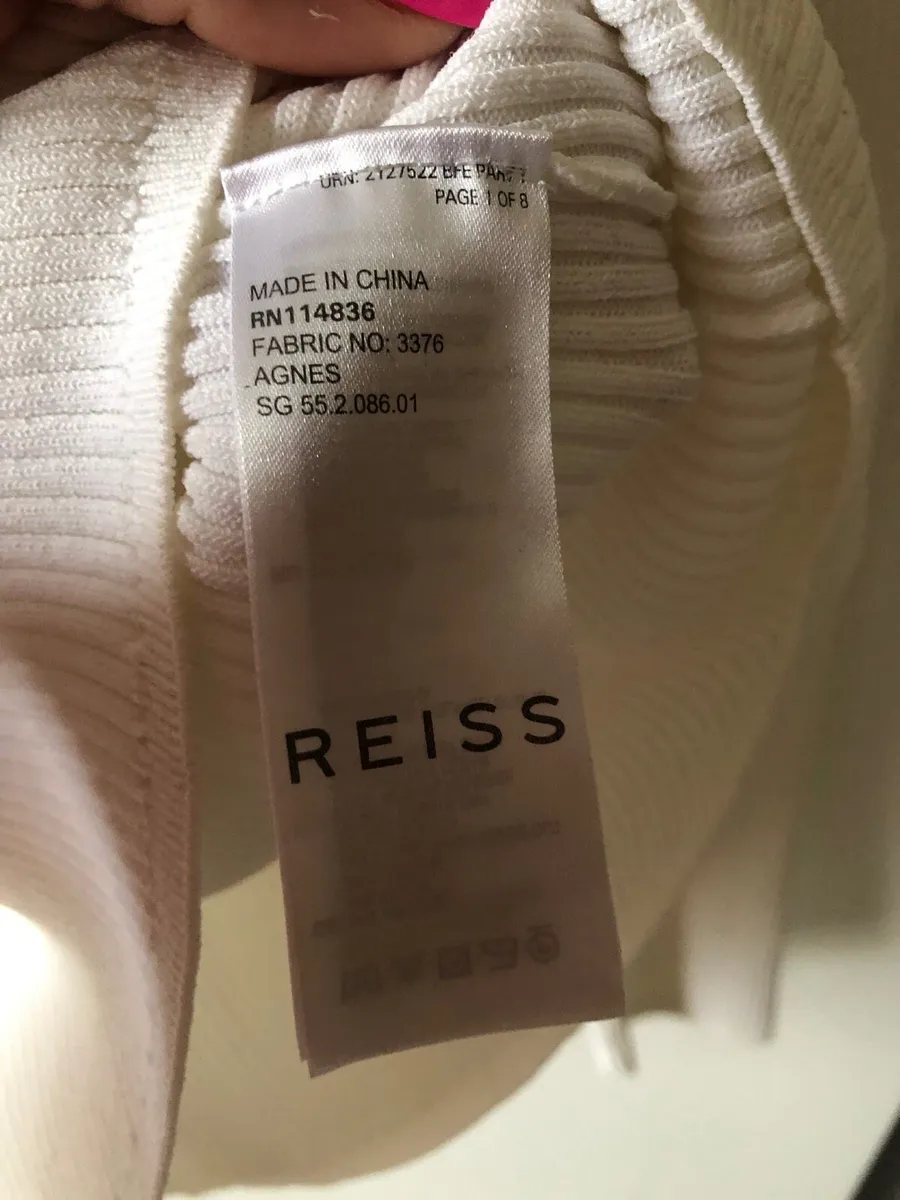 URN: 2127522 BFE
PAGE 1 OF 8
MADE IN CHINA
RN114836
FABRIC NO: 3376
AGNES
SG 55.2.086.01
REISS